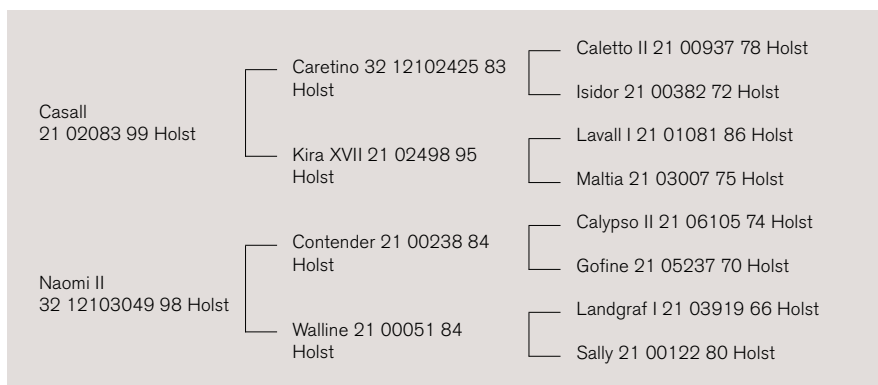 Casall
21 02083 99 Holst
Caretino 32 12102425 83
Holst
Caletto II 21 00937 78 Holst
Isidor 21 00382 72 Holst
Kira XVII 21 02498 95
Holst
Lavall I 21 01081 86 Holst
Maltia 21 03007 75 Holst
Naomi II
32 12103049 98 Holst
Contender 21 00238 84
Holst
Calypso II 21 06105 74 Holst
Gofine 21 05237 70 Holst
Walline 21 00051 84
Holst
Landgraf I 21 03919 66 Holst
Sally 21 00122 80 Holst